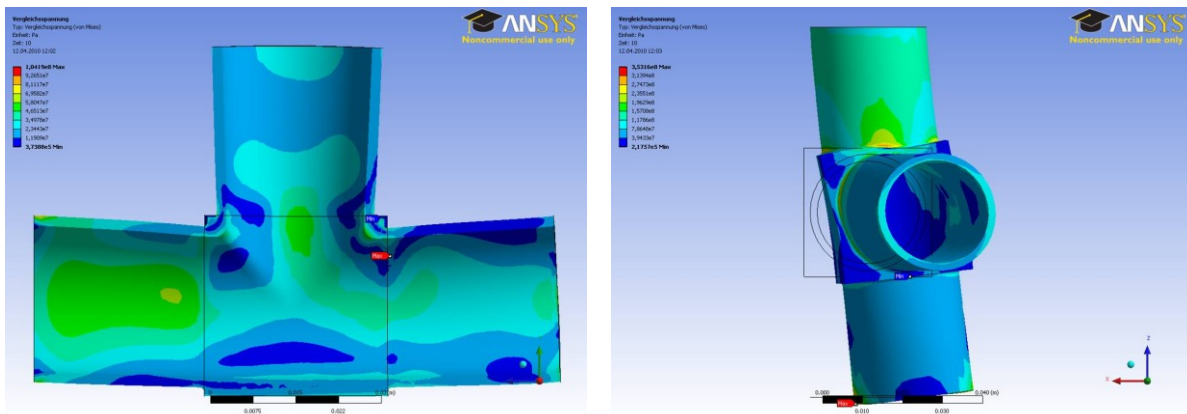 Vergleichsspannung
Typ: Vergleichsspannung (von Mises)
Einheit: Pa
Zeit: 10
12.04.2010 12:02
1,0419e8 Max
9,2651e7
8,1117e7
6,9582e7
5,8047e7
4,6513e7
3,4978e7
2,3443e7
1,1909e7
3,7388e5 Min
ANSYS
Noncommercial use only
Min
Max
0.0075
0.022
Vergleichsspannung
Typ: Vergleichsspannung (von Mises)
Einheit: Pa
Zeit: 10
12.04.2010 12:03
3,5316e8 Max
3,1394e8
2,7473e8
2,3551e8
1,9629e8
1,5708e8
1,1786e8
7,8646e7
3,9433e7
2,1757e5 Min
ANSYS
Noncommercial use only
Min
X
Z
0.000
0.040 (m)
Max
0.010
0.030